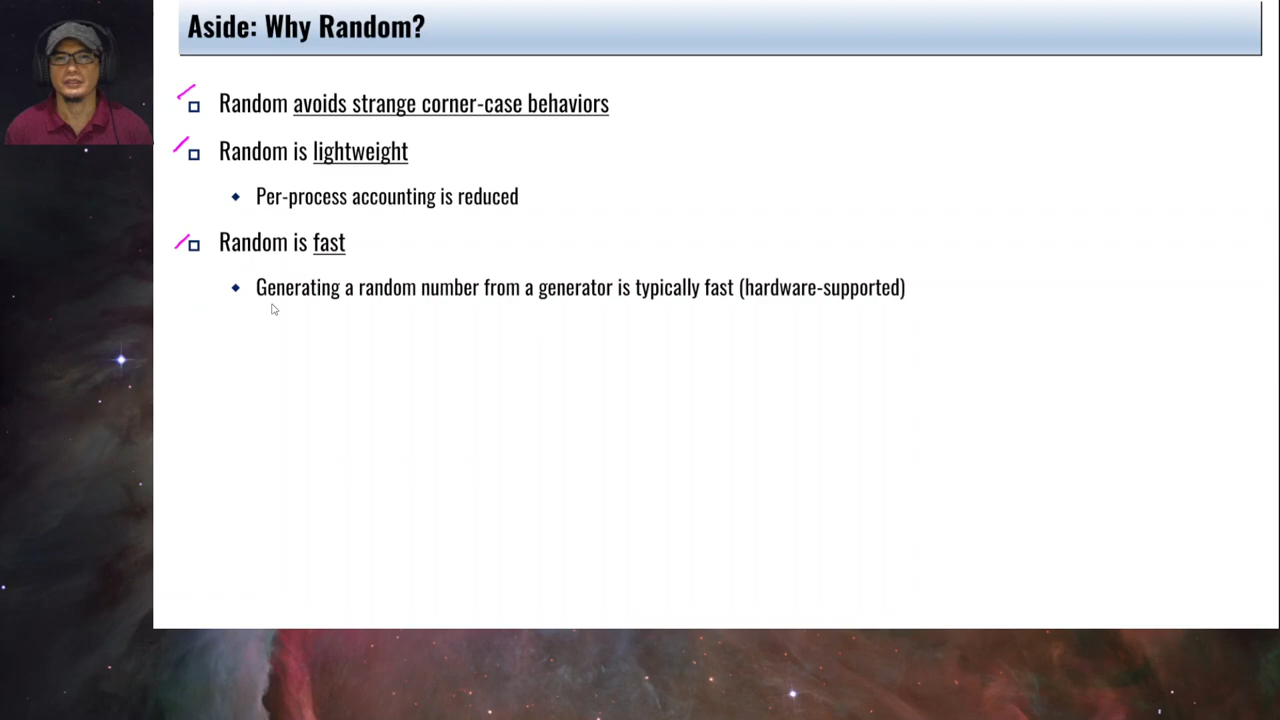 Aside: Why Random?
Random avoids strange corner-case behaviors
Random is lightweight
Per-process accounting is reduced
Random is fast
Generating a random number from a generator is typically fast (hardware-supported)